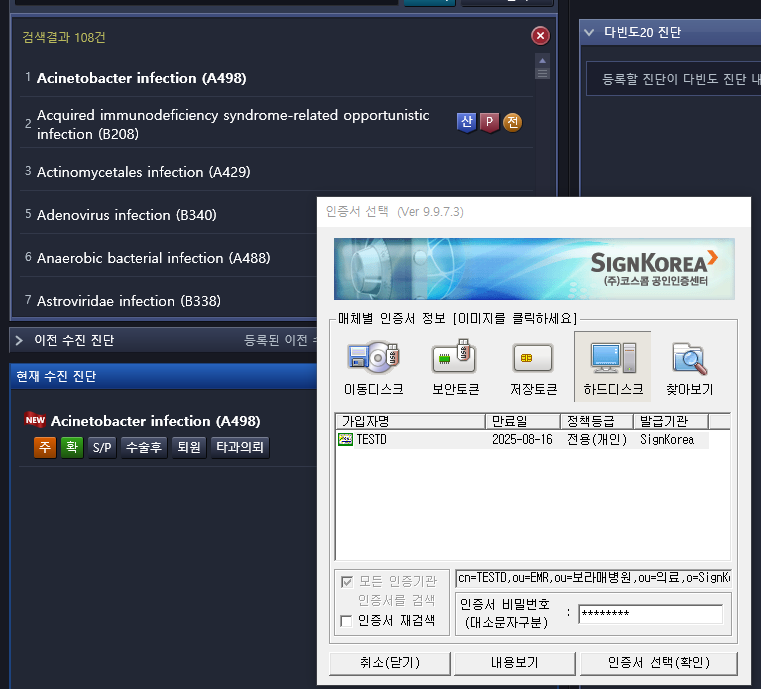 검색결과 108건
1 Acinetobacter infection (A498)
2 Acquired immunodeficiency syndrome-related opportunistic infection (B208)
산 P 전
3 Actinomycetales infection (A429)
5 Adenovirus infection (B340)
6 Anaerobic bacterial infection (A488)
7 Astroviridae infection (B338)
이전 수진 진단
등록된 이전
현재 수진 진단
NEW Acinetobacter infection (A498)
주 확 S/P 수술후 퇴원 타과의뢰
다빈도20 진단
등록할 진단이 다빈도 진단 내
인증서 선택 (Ver 9.9.7.3)
SIGNKOREA
(주)코스콤 공인인증센터
매체별 인증서 정보 [이미지를 클릭하세요]
이동디스크 보안토큰 저장토큰 하드디스크 찾아보기
가입자명 만료일 정책등급 발급기관
TESTD 2025-08-16 전용(개인) SignKorea
모든 인증기관
인증서를 검색
인증서 재검색
cn=TESTD,ou=EMR,ou=보라매병원,ou=의료,o=SignK
인증서 비밀번호
(대소문자구분)
: ********
취소(닫기) 내용보기 인증서 선택(확인)